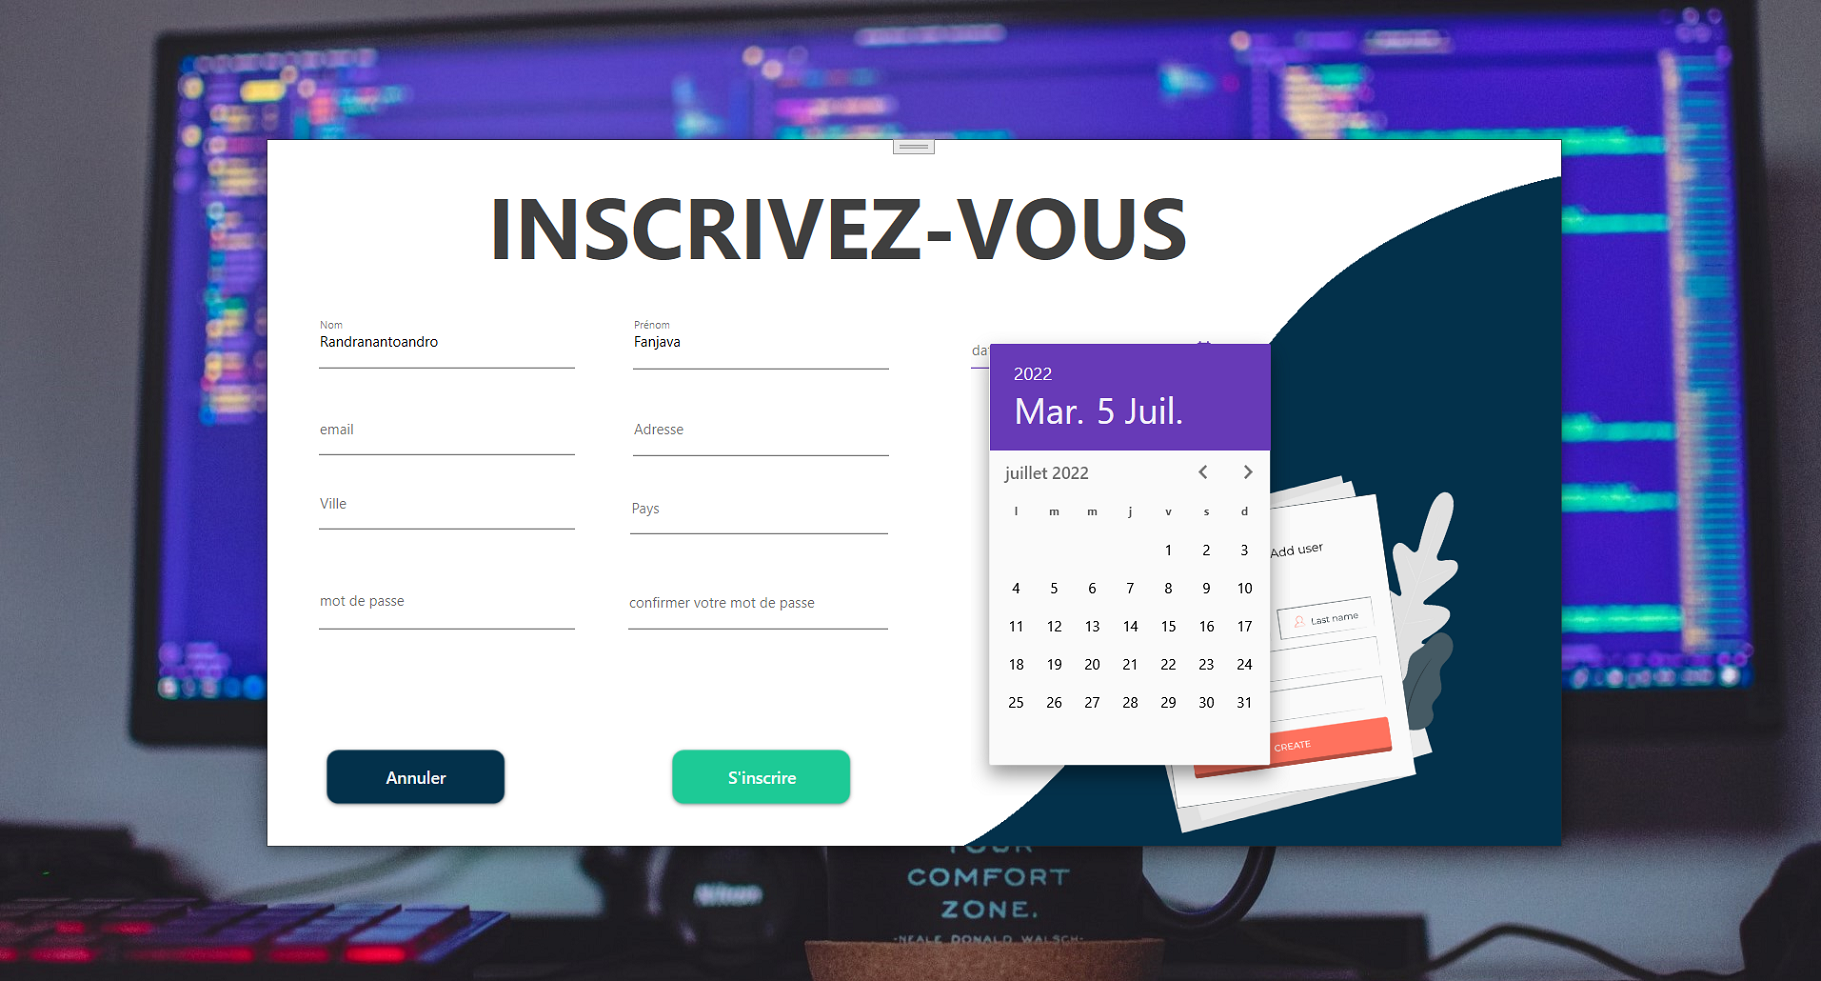 INSCRIVEZ-VOUS
Nom
Randranantoandro
Prénom
Fanjava
email
Adresse
Ville
Pays
mot de passe
confirmer votre mot de passe
Annuler
S'inscrire
2022
Mar. 5 Juil.
juillet 2022
l m m j v s d
1 2 3
4 5 6 7 8 9 10
11 12 13 14 15 16 17
18 19 20 21 22 23 24
25 26 27 28 29 30 31
Add user
Last name
CREATE
YOUR
COMFORT
ZONE.
-NEALE DONALD WALSCH-